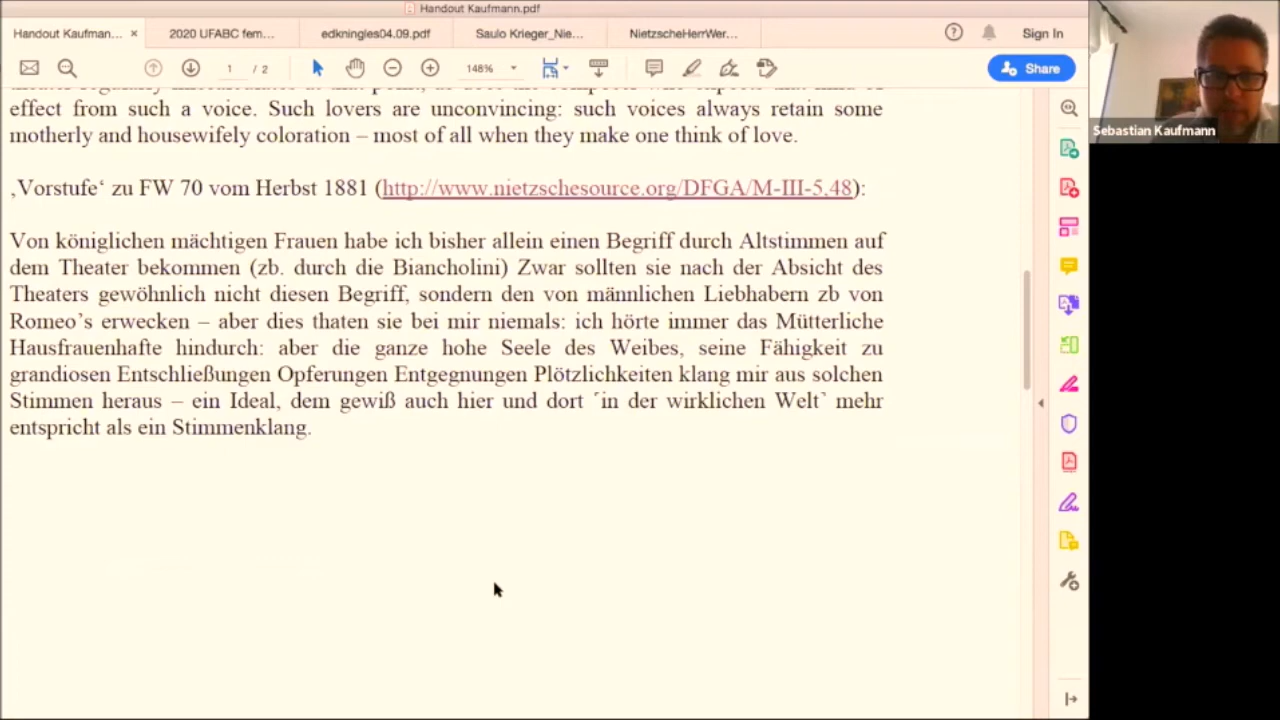 Handout Kaufmann.pdf
Handout Kaufman... ×
2020 UFABC fem...
edkningles04.09.pdf
Saulo Krieger_Nie...
NietzscheHerrWer...
Sign In
1 / 2
148%
Share
effect from such a voice. Such lovers are unconvincing: such voices always retain some
motherly and housewifely coloration – most of all when they make one think of love.
‚Vorstufe‘ zu FW 70 vom Herbst 1881 (http://www.nietzschesource.org/DFGA/M-III-5,48):
Von königlichen mächtigen Frauen habe ich bisher allein einen Begriff durch Altstimmen auf
dem Theater bekommen (zb. durch die Biancholini) Zwar sollten sie nach der Absicht des
Theaters gewöhnlich nicht diesen Begriff, sondern den von männlichen Liebhabern zb von
Romeo’s erwecken – aber dies thaten sie bei mir niemals: ich hörte immer das Mütterliche
Hausfrauenhafte hindurch: aber die ganze hohe Seele des Weibes, seine Fähigkeit zu
grandiosen Entschließungen Opferungen Entgegnungen Plötzlichkeiten klang mir aus solchen
Stimmen heraus – ein Ideal, dem gewiß auch hier und dort ´in der wirklichen Welt` mehr
entspricht als ein Stimmenklang.
Sebastian Kaufmann